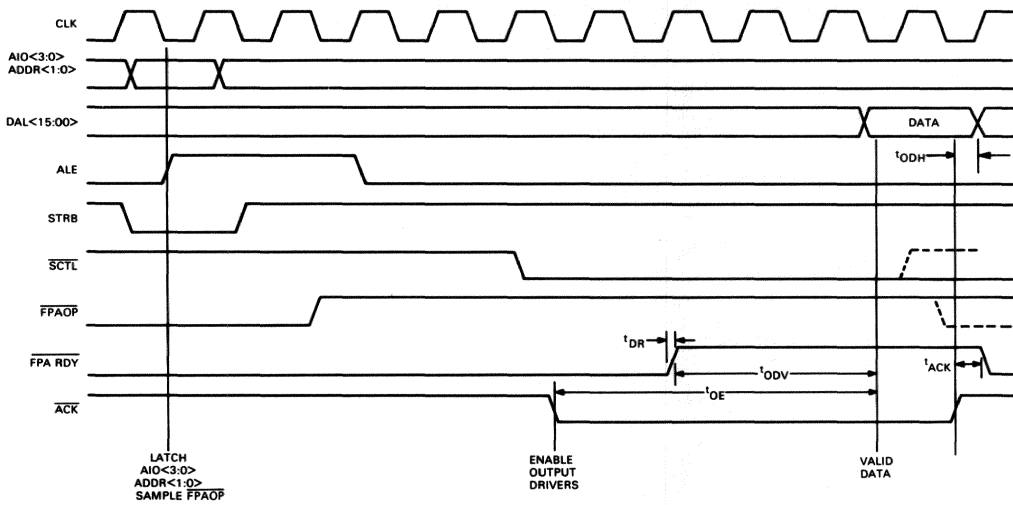 CLK
AIO<3:0>
ADDR<1:0>
DAL<15:00>
DATA
tODH
ALE
STRB
SCTL
FPAOP
tDR
FPA RDY
tODV
tACK
tOE
ACK
LATCH
AIO<3:0>
ADDR<1:0>
SAMPLE FPAOP
ENABLE
OUTPUT
DRIVERS
VALID
DATA